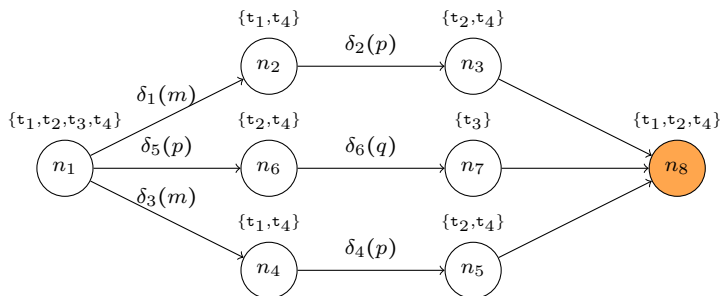 {t₁,t₄} {t₂,t₄}
n₂ δ₂(p) n₃
δ₁(m)
{t₁,t₂,t₃,t₄} {t₂,t₄} {t₃} {t₁,t₂,t₄}
n₁ δ₅(p) n₆ δ₆(q) n₇ n₈
δ₃(m)
{t₁,t₄} {t₂,t₄}
n₄ δ₄(p) n₅